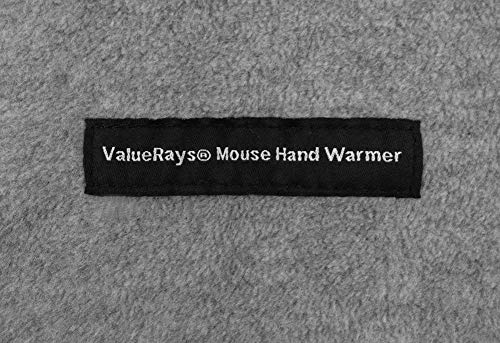 ValueRays® Mouse Hand Warmer